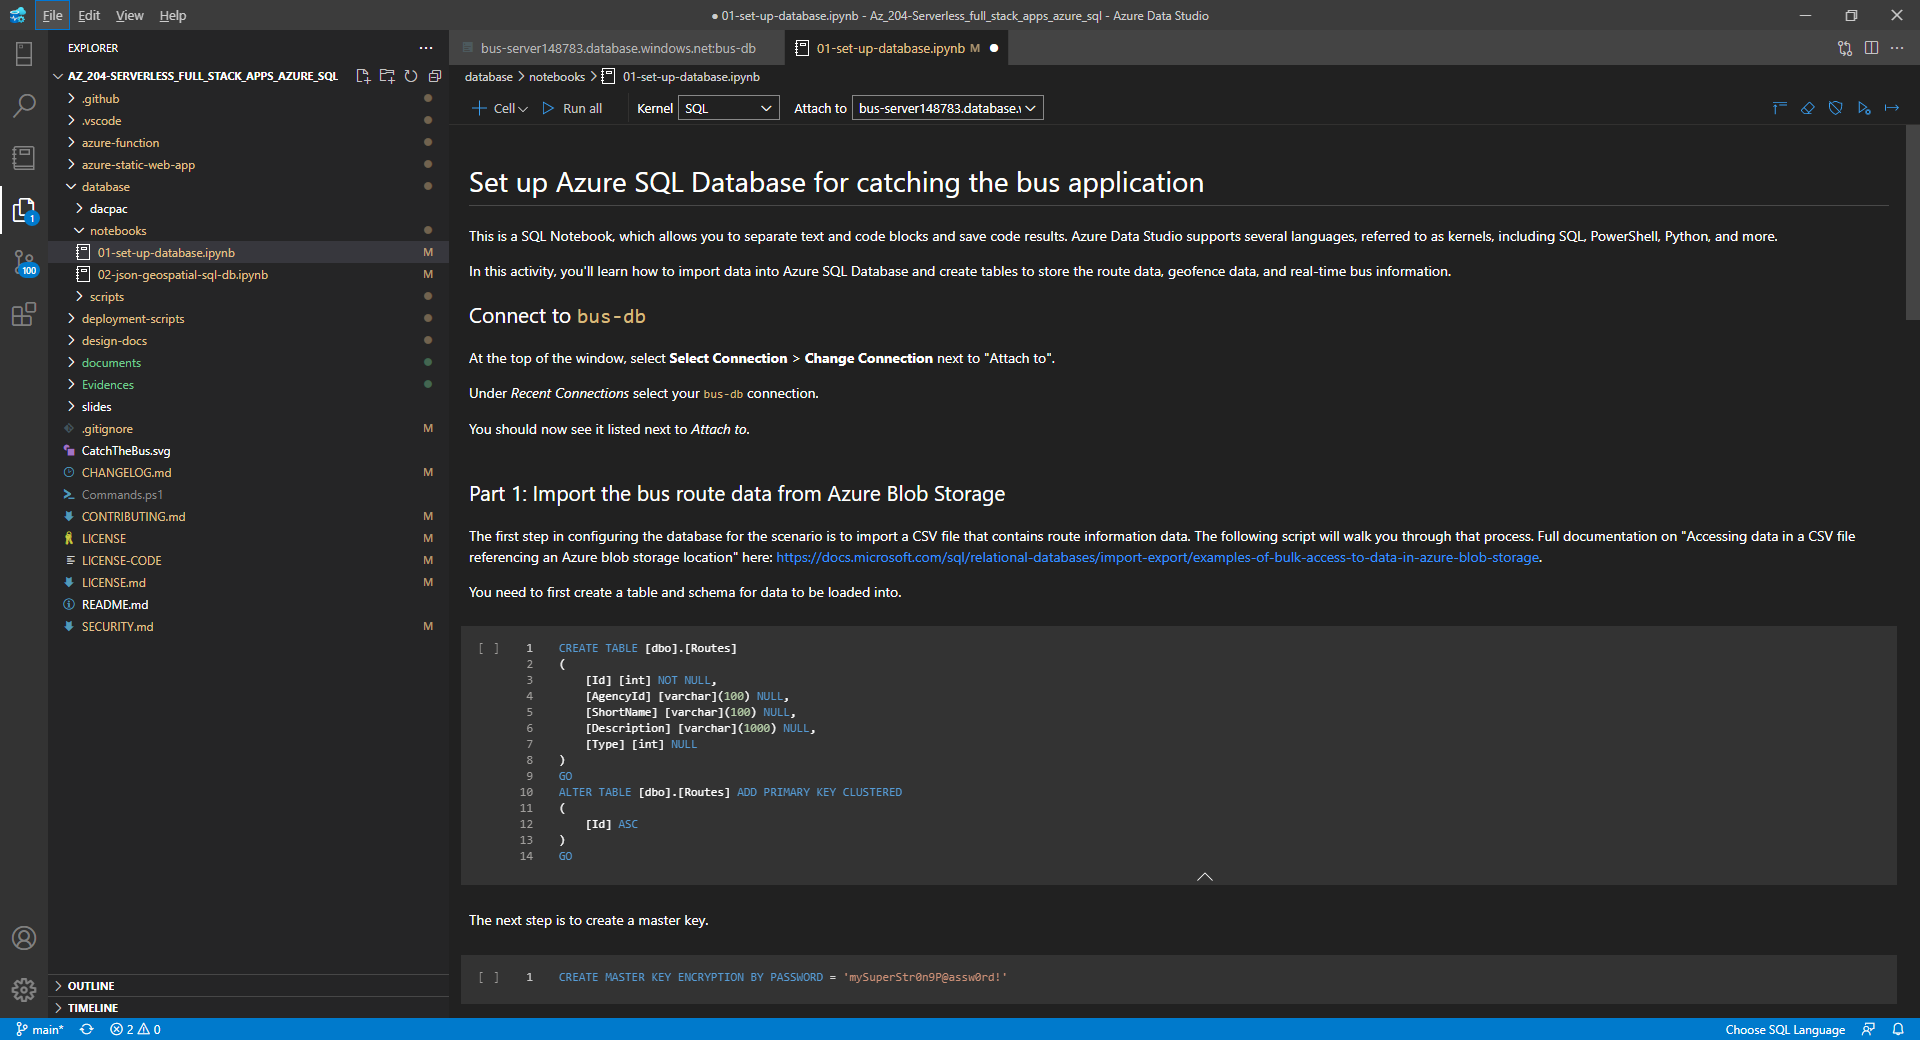 File Edit View Help
● 01-set-up-database.ipynb - Az_204-Serverless_full_stack_apps_azure_sql - Azure Data Studio
EXPLORER
AZ_204-SERVERLESS_FULL_STACK_APPS_AZURE_SQL
.github
.vscode
azure-function
azure-static-web-app
database
dacpac
notebooks
01-set-up-database.ipynb M
02-json-geospatial-sql-db.ipynb M
scripts
deployment-scripts
design-docs
documents
Evidences
slides
.gitignore M
CatchTheBus.svg
CHANGELOG.md M
Commands.ps1
CONTRIBUTING.md M
LICENSE M
LICENSE-CODE M
LICENSE.md M
README.md
SECURITY.md M
OUTLINE
TIMELINE
1
100
bus-server148783.database.windows.net:bus-db
01-set-up-database.ipynb M ●
database > notebooks > 01-set-up-database.ipynb
Cell Run all Kernel SQL Attach to bus-server148783.database.
Set up Azure SQL Database for catching the bus application
This is a SQL Notebook, which allows you to separate text and code blocks and save code results. Azure Data Studio supports several languages, referred to as kernels, including SQL, PowerShell, Python, and more.
In this activity, you'll learn how to import data into Azure SQL Database and create tables to store the route data, geofence data, and real-time bus information.
Connect to bus-db
At the top of the window, select Select Connection > Change Connection next to "Attach to".
Under Recent Connections select your bus-db connection.
You should now see it listed next to Attach to.
Part 1: Import the bus route data from Azure Blob Storage
The first step in configuring the database for the scenario is to import a CSV file that contains route information data. The following script will walk you through that process. Full documentation on "Accessing data in a CSV file
referencing an Azure blob storage location" here: https://docs.microsoft.com/sql/relational-databases/import-export/examples-of-bulk-access-to-data-in-azure-blob-storage.
You need to first create a table and schema for data to be loaded into.
[ ] 1 CREATE TABLE [dbo].[Routes]
2 (
3 [Id] [int] NOT NULL,
4 [AgencyId] [varchar](100) NULL,
5 [ShortName] [varchar](100) NULL,
6 [Description] [varchar](1000) NULL,
7 [Type] [int] NULL
8 )
9 GO
10 ALTER TABLE [dbo].[Routes] ADD PRIMARY KEY CLUSTERED
11 (
12 [Id] ASC
13 )
14 GO
The next step is to create a master key.
[ ] 1 CREATE MASTER KEY ENCRYPTION BY PASSWORD = 'mySuperStr0n9P@assw0rd!'
main* 2 0
Choose SQL Language